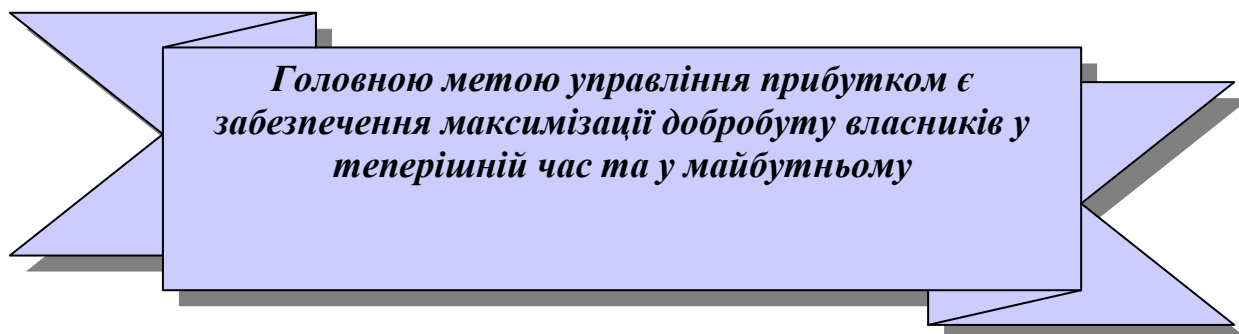 Головною метою управління прибутком є
забезпечення максимізації добробуту власників у
теперішній час та у майбутньому